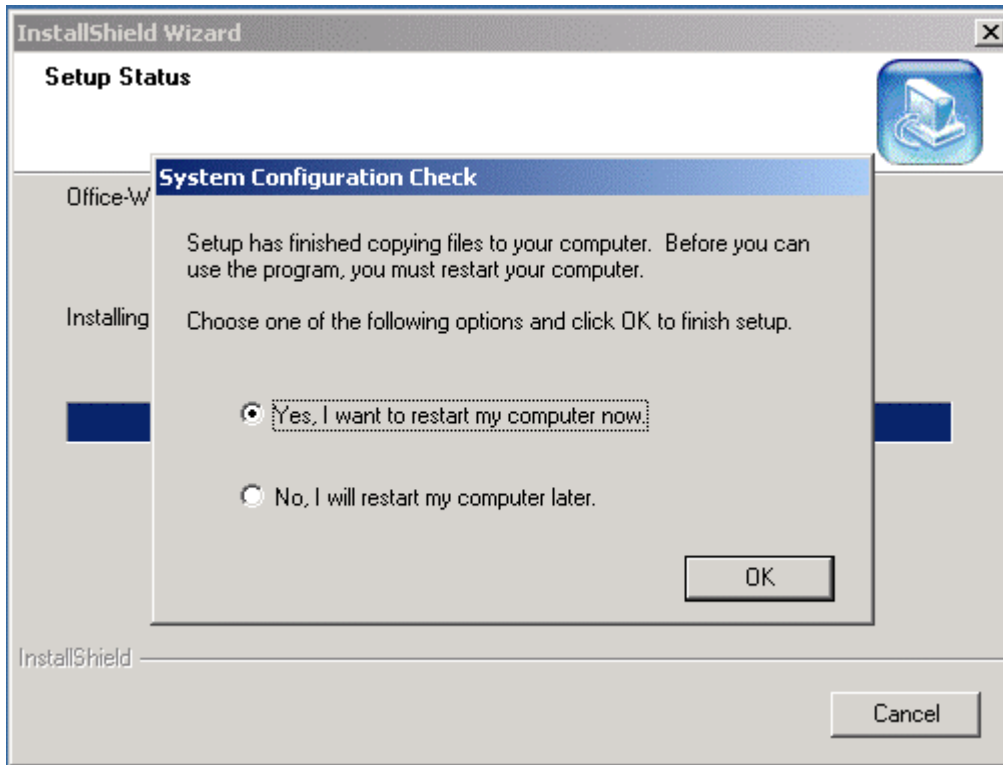 InstallShield Wizard
Setup Status
Office-W
System Configuration Check
Setup has finished copying files to your computer.  Before you can
use the program, you must restart your computer.
Installing
Choose one of the following options and click OK to finish setup.
Yes, I want to restart my computer now.
No, I will restart my computer later.
OK
InstallShield
Cancel